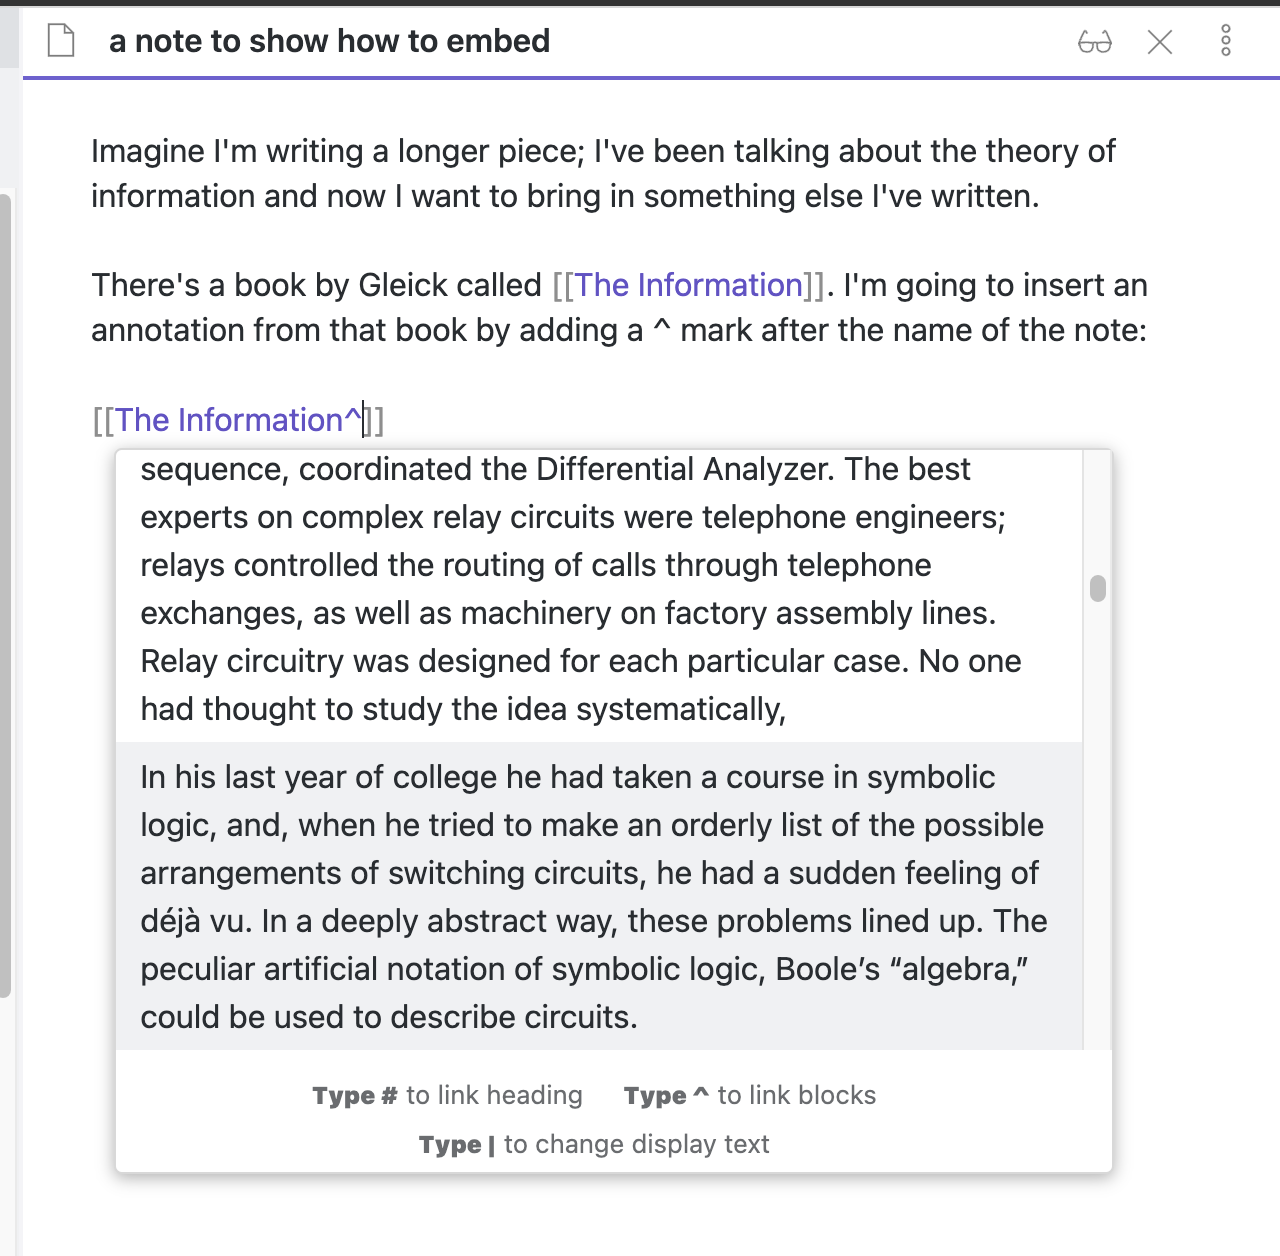 a note to show how to embed
Imagine I'm writing a longer piece; I've been talking about the theory of
information and now I want to bring in something else I've written.
There's a book by Gleick called [[The Information]]. I'm going to insert an
annotation from that book by adding a ^ mark after the name of the note:
[[The Information^]]
sequence, coordinated the Differential Analyzer. The best
experts on complex relay circuits were telephone engineers;
relays controlled the routing of calls through telephone
exchanges, as well as machinery on factory assembly lines.
Relay circuitry was designed for each particular case. No one
had thought to study the idea systematically,
In his last year of college he had taken a course in symbolic
logic, and, when he tried to make an orderly list of the possible
arrangements of switching circuits, he had a sudden feeling of
déjà vu. In a deeply abstract way, these problems lined up. The
peculiar artificial notation of symbolic logic, Boole’s “algebra,”
could be used to describe circuits.
Type # to link heading Type ^ to link blocks
Type | to change display text